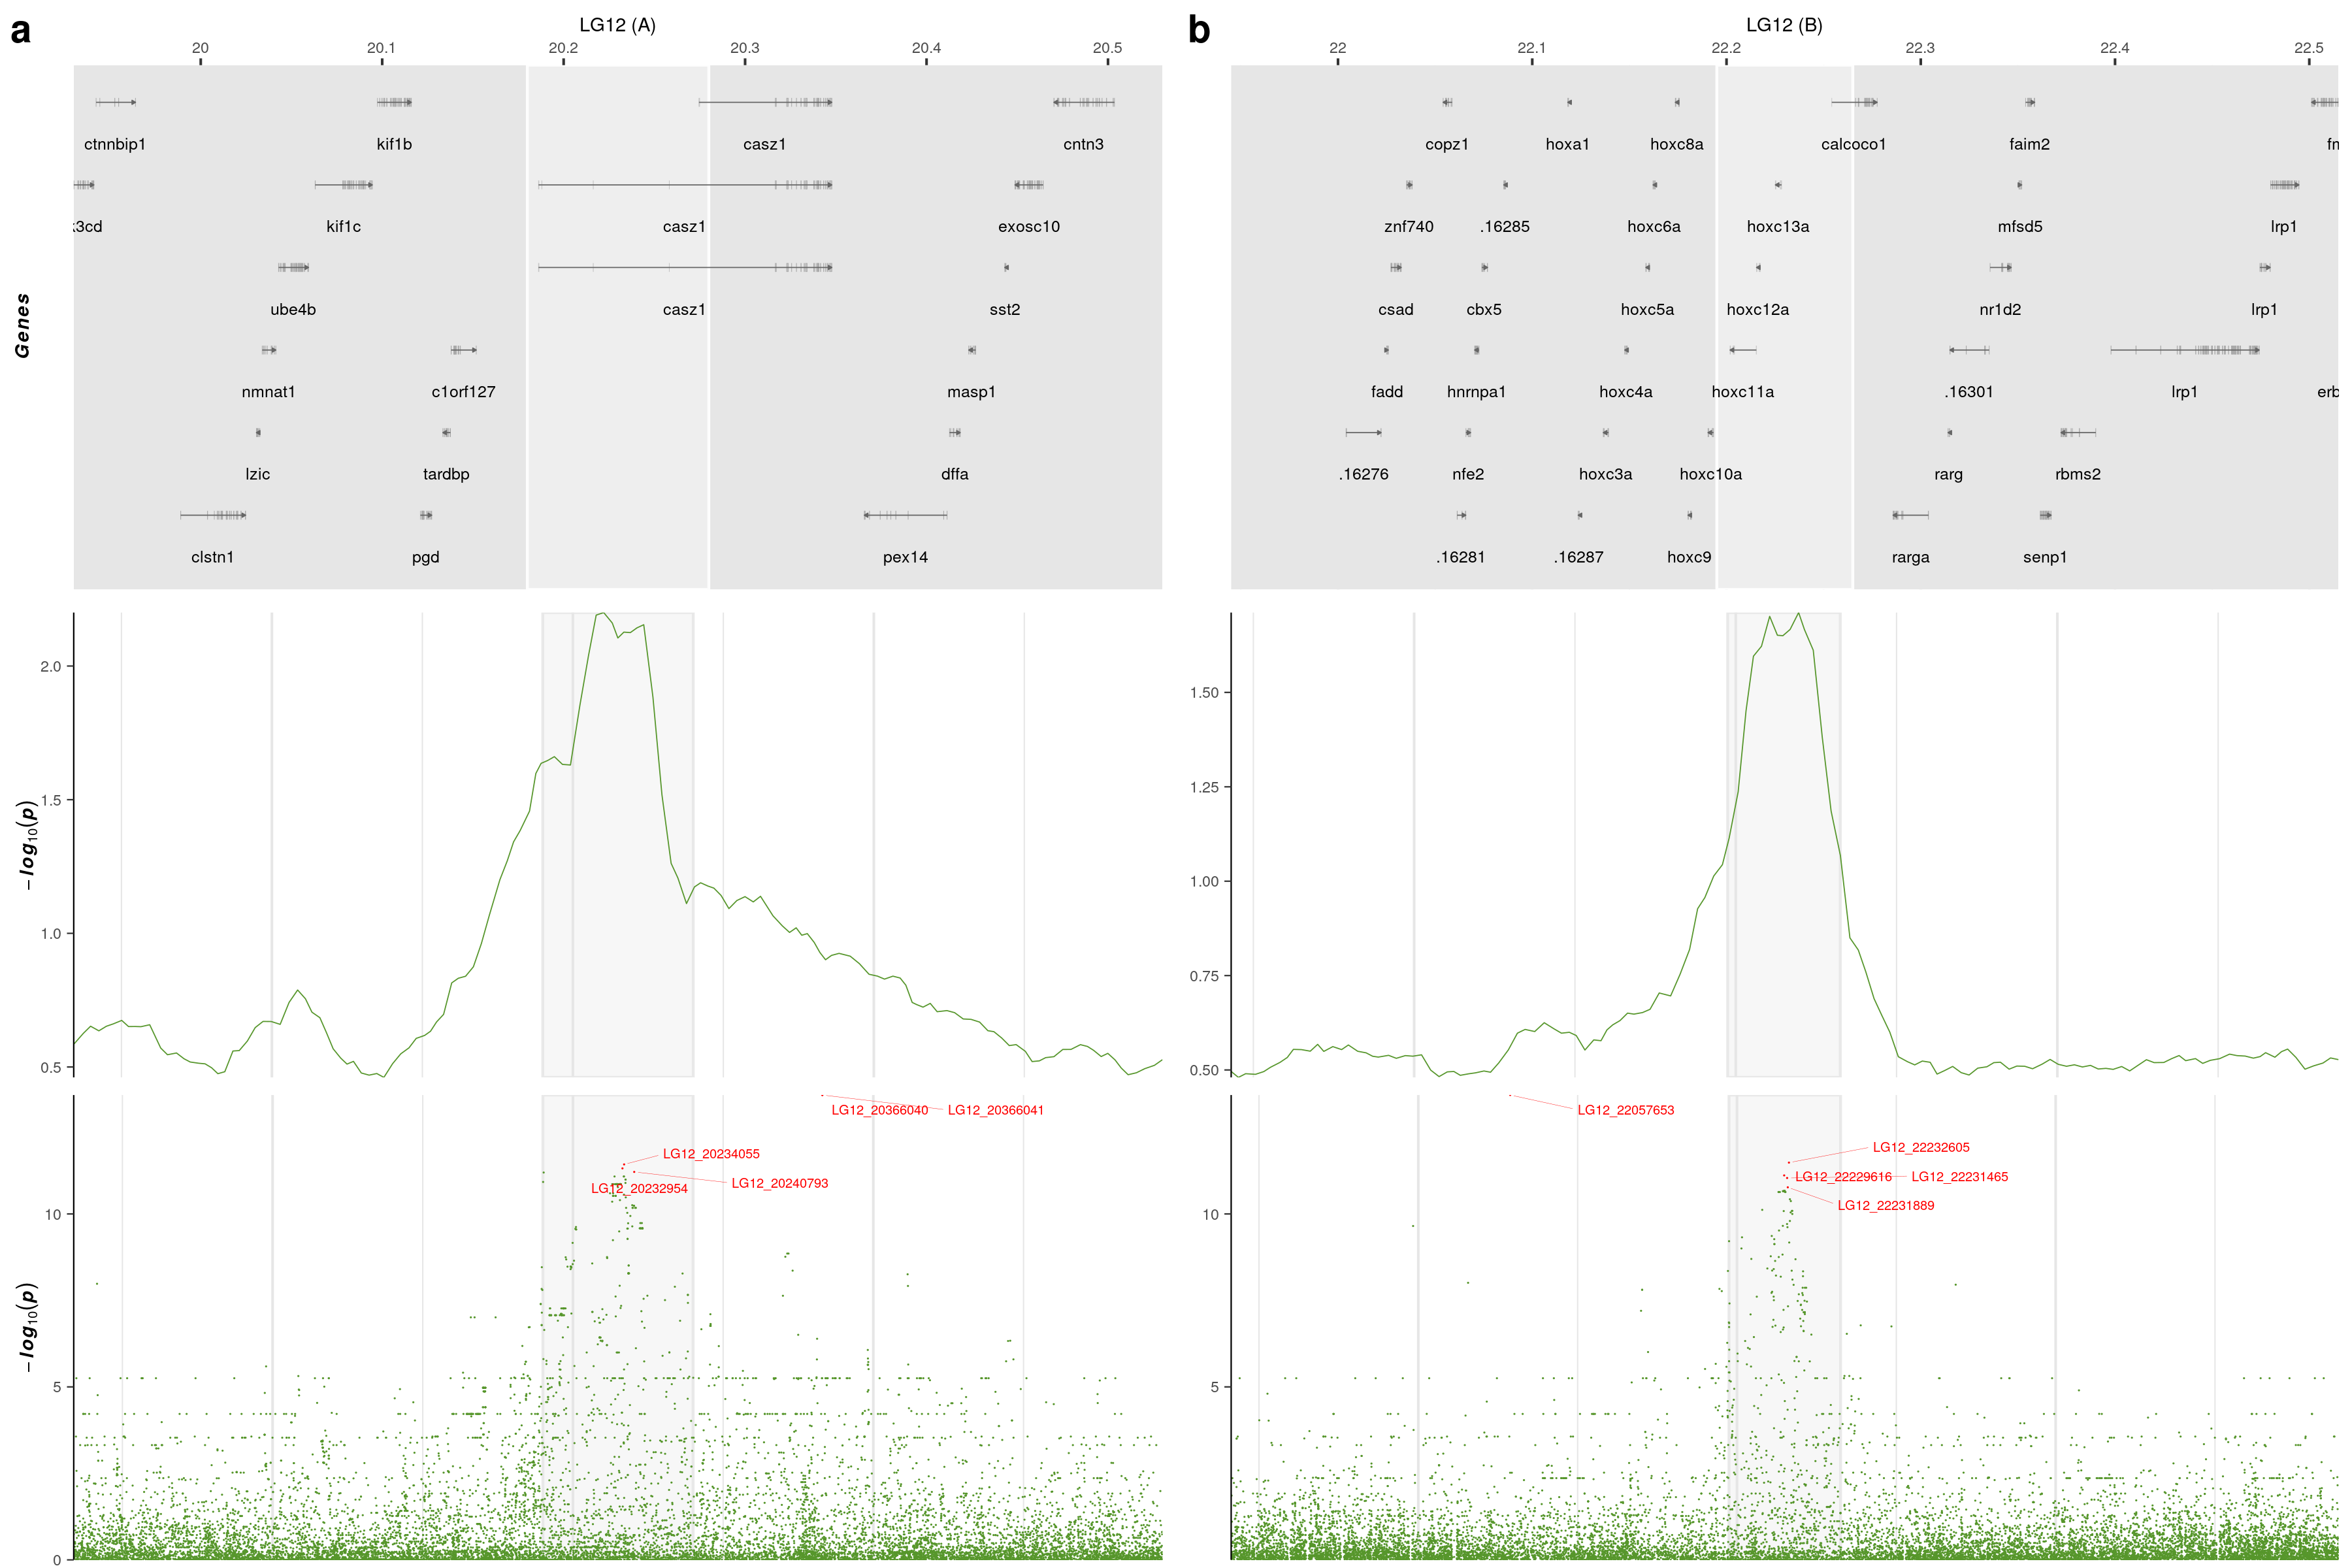 a
LG12 (A)
20 20.1 20.2 20.3 20.4 20.5
Genes
ctnnbip1 kif1b casz1 cntn3
k3cd kif1c casz1 exosc10
ube4b casz1 sst2
nmnat1 c1orf127 masp1
lzic tardbp dffa
clstn1 pgd pex14
−log10(p)
2.0
1.5
1.0
0.5
−log10(p)
10
5
0
LG12_20366040 LG12_20366041
LG12_20234055
LG12_20240793
LG12_20232954
b
LG12 (B)
22 22.1 22.2 22.3 22.4 22.5
copz1 hoxa1 hoxc8a calcoco1 faim2
znf740 .16285 hoxc6a hoxc13a mfsd5 lrp1
csad cbx5 hoxc5a hoxc12a nr1d2 lrp1
fadd hnrnpa1 hoxc4a hoxc11a .16301 lrp1 erb
.16276 nfe2 hoxc3a hoxc10a rarg rbms2
.16281 .16287 hoxc9 rarga senp1
1.50
1.25
1.00
0.75
0.50
10
5
LG12_22057653
LG12_22232605
LG12_22229616 LG12_22231465
LG12_22231889